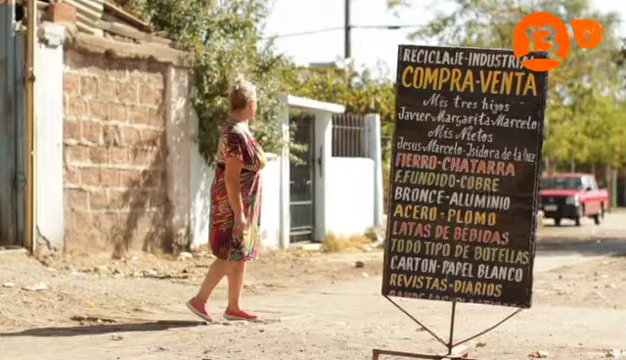 RECICLAJE-INDUSTRIA
COMPRA-VENTA
Mis tres hijos
Javier Margarita Marcelo
Mis Nietos
Jesus-Marcelo-Isidora de la Luz
FIERRO-CHATARRA
F.FUNDIDO-COBRE
BRONCE-ALUMINIO
ACERO-PLOMO
LATAS DE BEBIDAS
TODO TIPO DE BOTELLAS
CARTON-PAPEL BLANCO
REVISTAS-DIARIOS
13